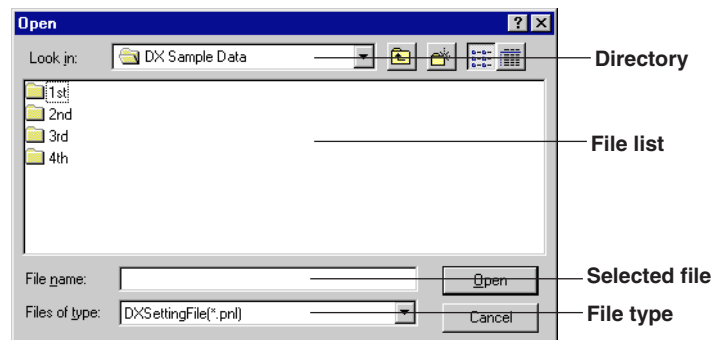 Open
Look in: DX Sample Data
Directory
1st
2nd
3rd
4th
File list
File name: Open
Selected file
Files of type: DXSettingFile(*.pnl) Cancel
File type